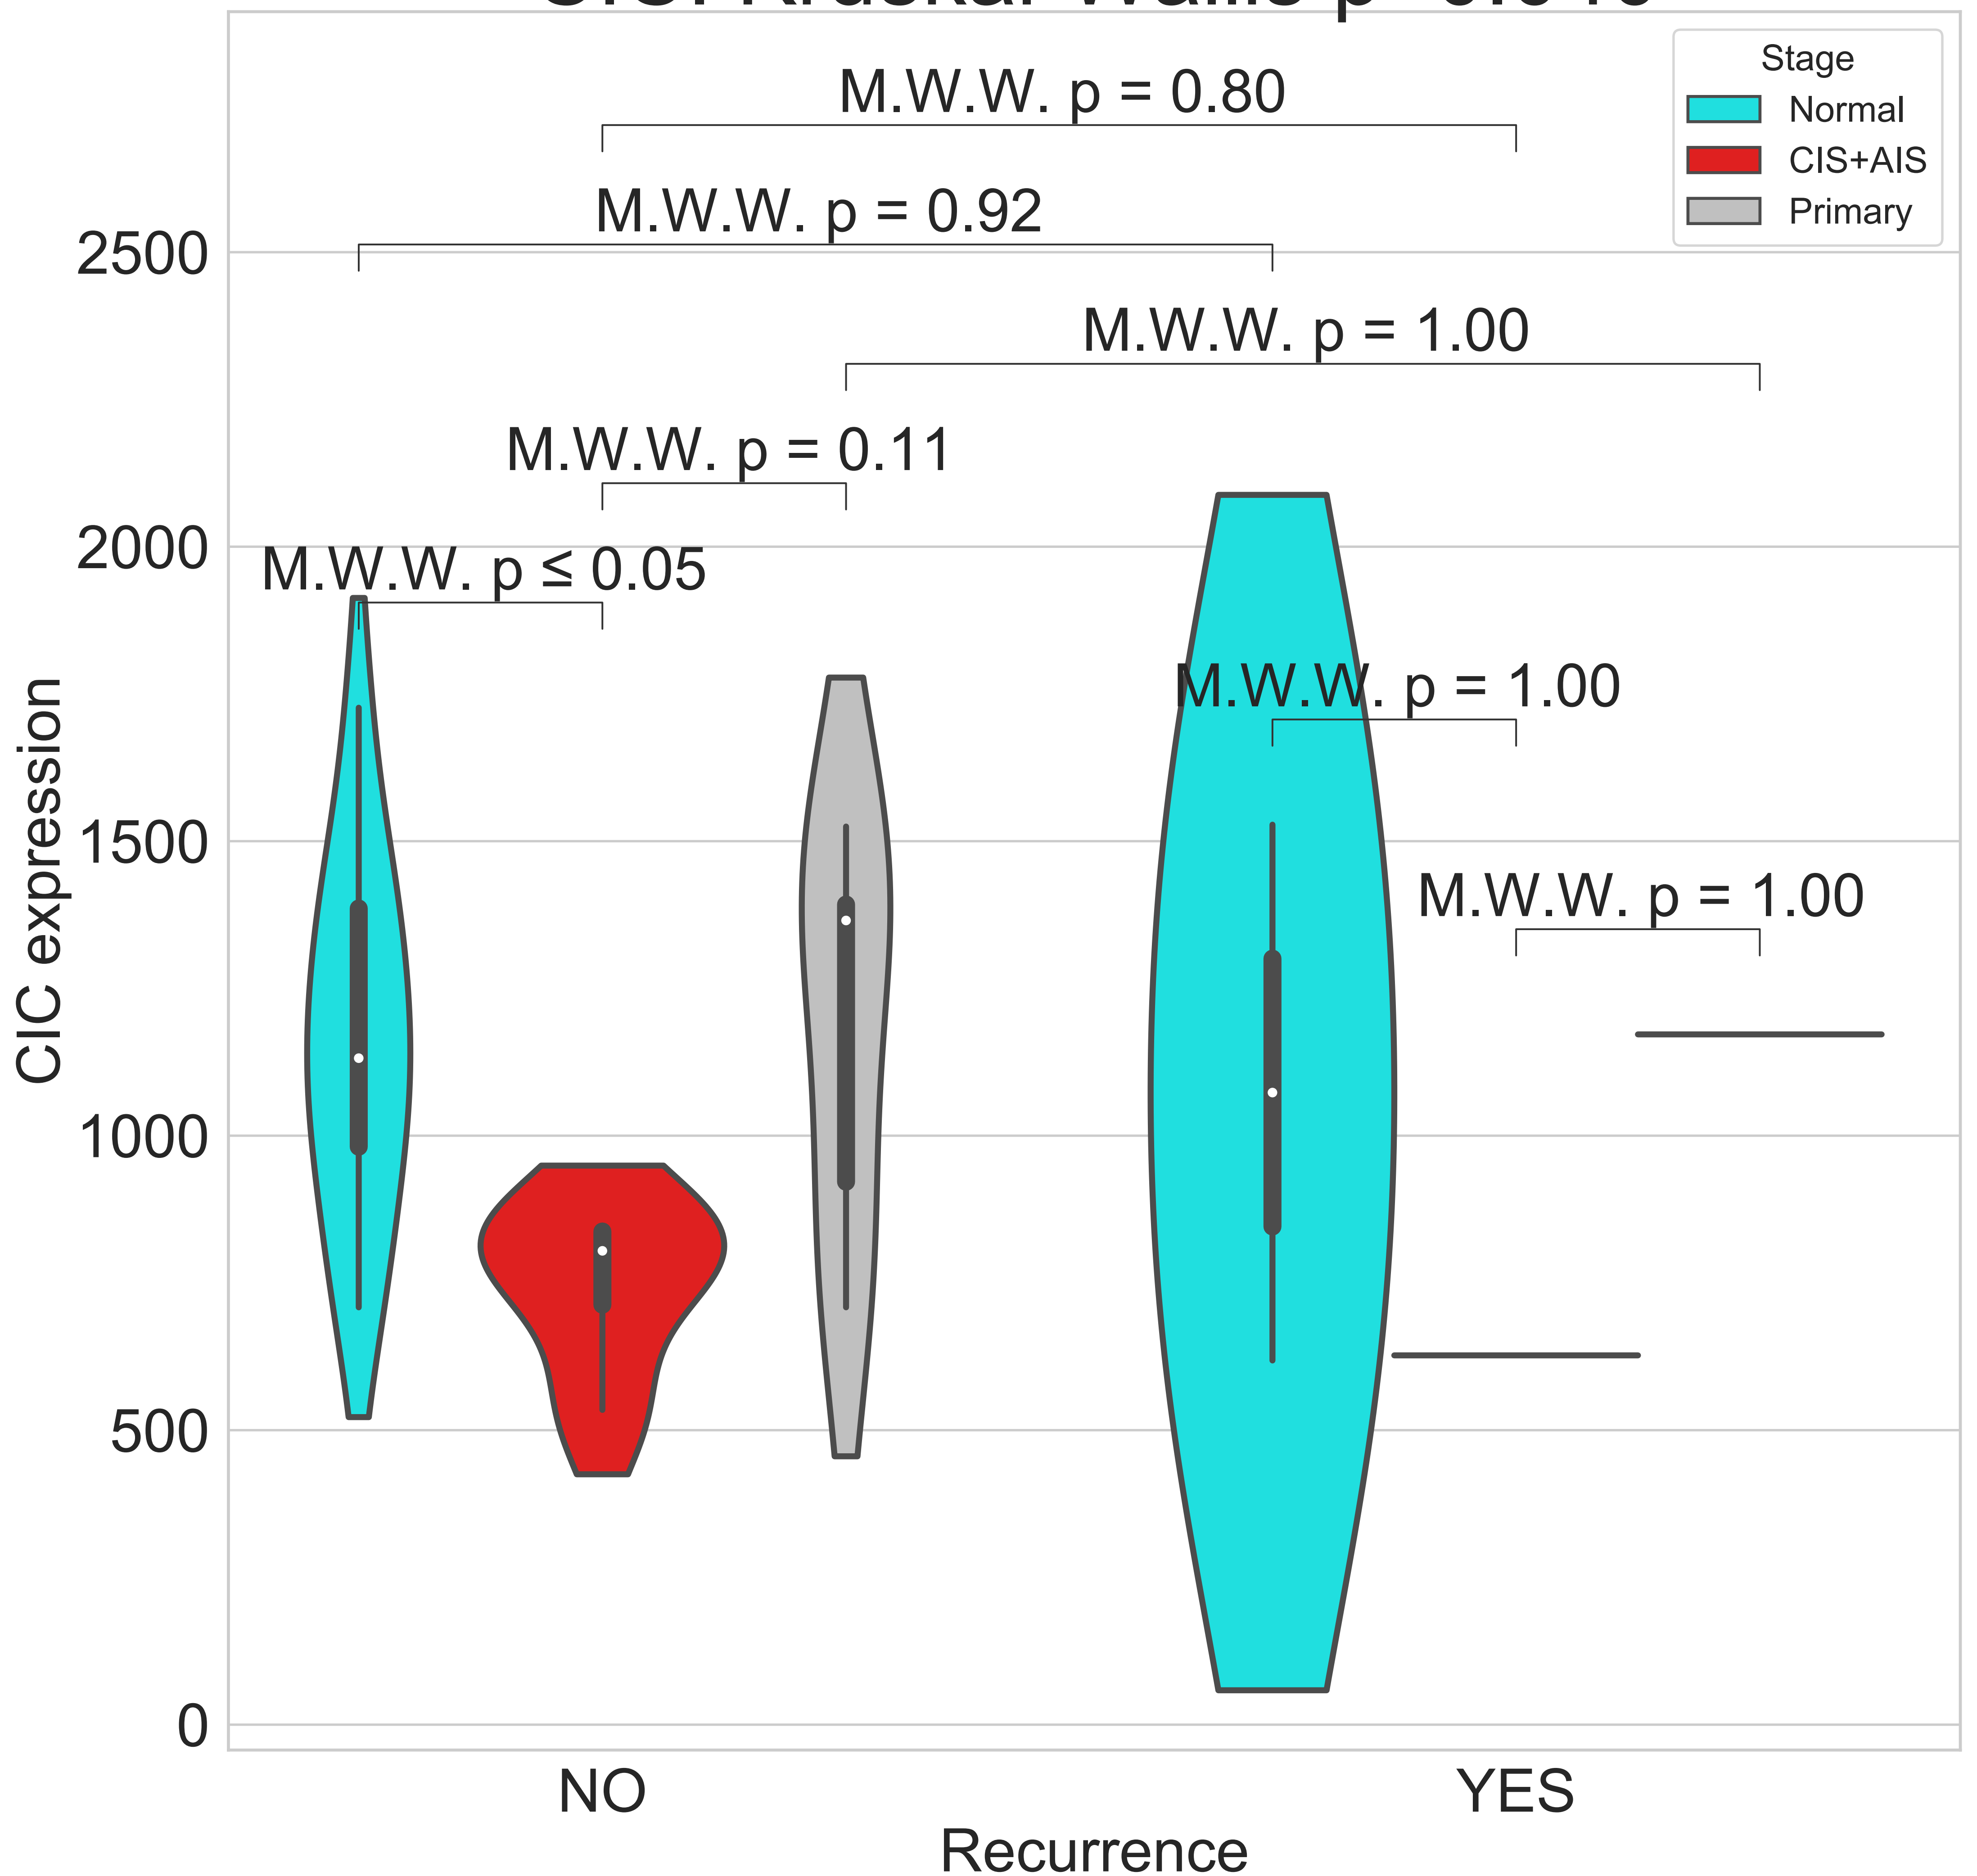 Stage
Normal
CIS+AIS
Primary
M.W.W. p = 0.80
M.W.W. p = 0.92
M.W.W. p = 1.00
M.W.W. p = 0.11
M.W.W. p ≤ 0.05
M.W.W. p = 1.00
M.W.W. p = 1.00
2500
2000
1500
1000
500
0
CIC expression
NO
YES
Recurrence